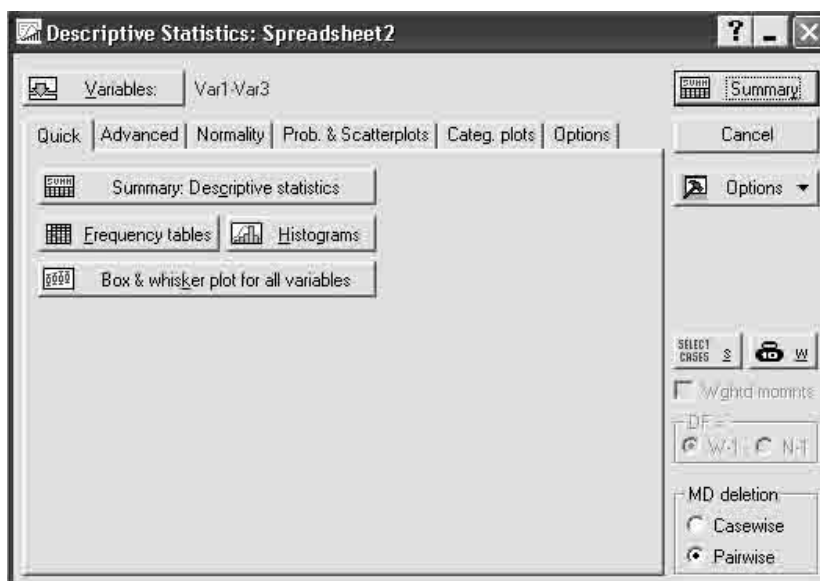 Descriptive Statistics: Spreadsheet2
Variables: Var1-Var3
Quick Advanced Normality Prob. & Scatterplots Categ. plots Options
Summary: Descriptive statistics
Frequency tables Histograms
Box & whisker plot for all variables
Summary
Cancel
Options
SELECT CASES S W
Wghtd momnts
DF =
W-1 N-1
MD deletion
Casewise
Pairwise